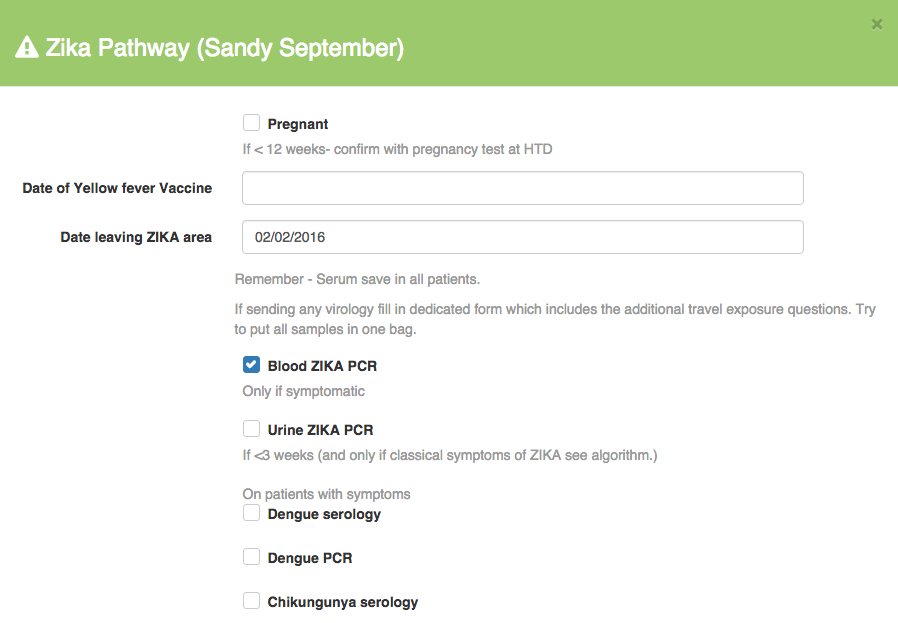 Zika Pathway (Sandy September)
×
Pregnant
If < 12 weeks- confirm with pregnancy test at HTD
Date of Yellow fever Vaccine
Date leaving ZIKA area 02/02/2016
Remember - Serum save in all patients.
If sending any virology fill in dedicated form which includes the additional travel exposure questions. Try
to put all samples in one bag.
Blood ZIKA PCR
Only if symptomatic
Urine ZIKA PCR
If <3 weeks (and only if classical symptoms of ZIKA see algorithm.)
On patients with symptoms
Dengue serology
Dengue PCR
Chikungunya serology